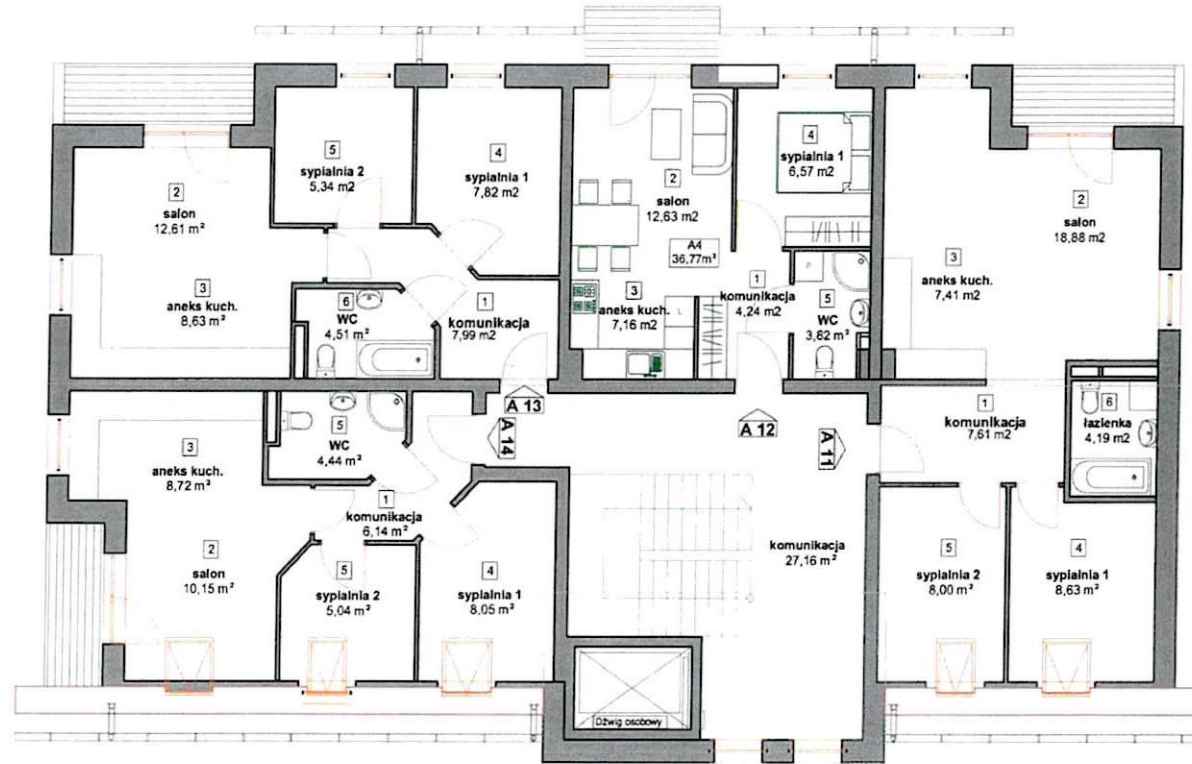 5
sypialnia 2
5,34 m2
4
sypialnia 1
7,82 m2
2
salon
12,61 m²
3
aneks kuch.
8,63 m²
6
WC
4,51 m²
1
komunikacja
7,99 m2
A 13
2
salon
12,63 m2
A4
36,77m²
4
sypialnia 1
6,57 m2
3
aneks kuch.
7,16 m2
L
1
komunikacja
4,24 m2
5
WC
3,82 m²
A 12
2
salon
18,88 m2
3
aneks kuch.
7,41 m2
1
komunikacja
7,61 m2
6
łazienka
4,19 m2
A 11
5
sypialnia 2
8,00 m²
4
sypialnia 1
8,63 m²
3
aneks kuch.
8,72 m²
5
WC
4,44 m²
A 14
1
komunikacja
6,14 m²
2
salon
10,15 m²
5
sypialnia 2
5,04 m²
4
sypialnia 1
8,05 m²
komunikacja
27,16 m²
Dźwig osobowy